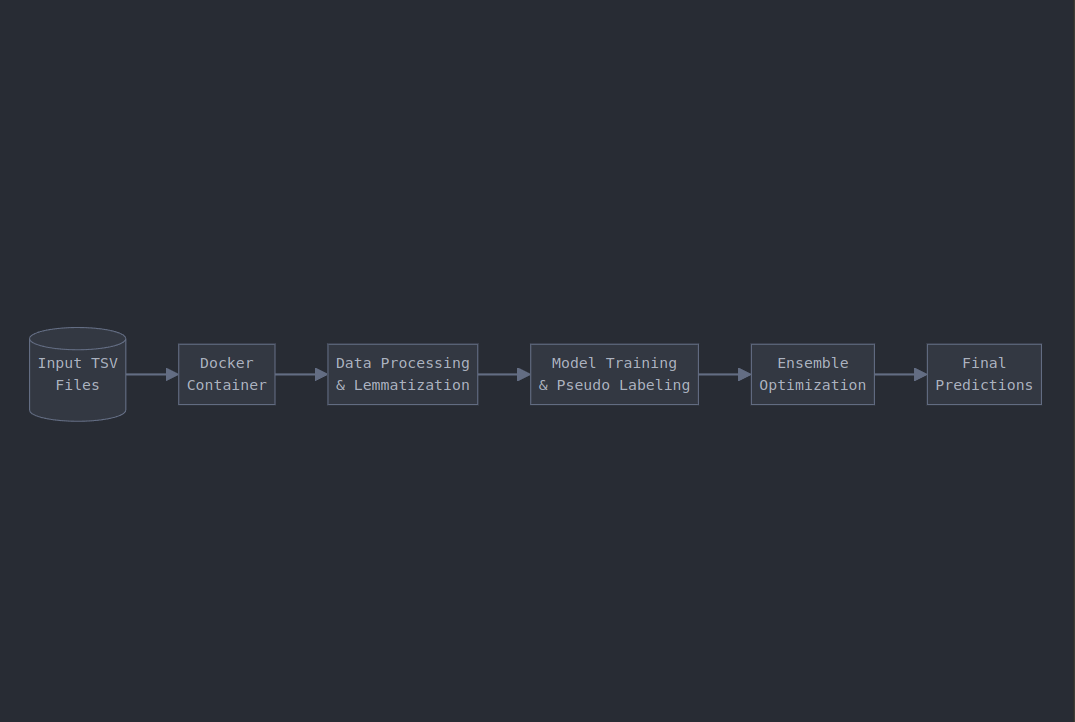 Input TSV
Files
Docker
Container
Data Processing
& Lemmatization
Model Training
& Pseudo Labeling
Ensemble
Optimization
Final
Predictions